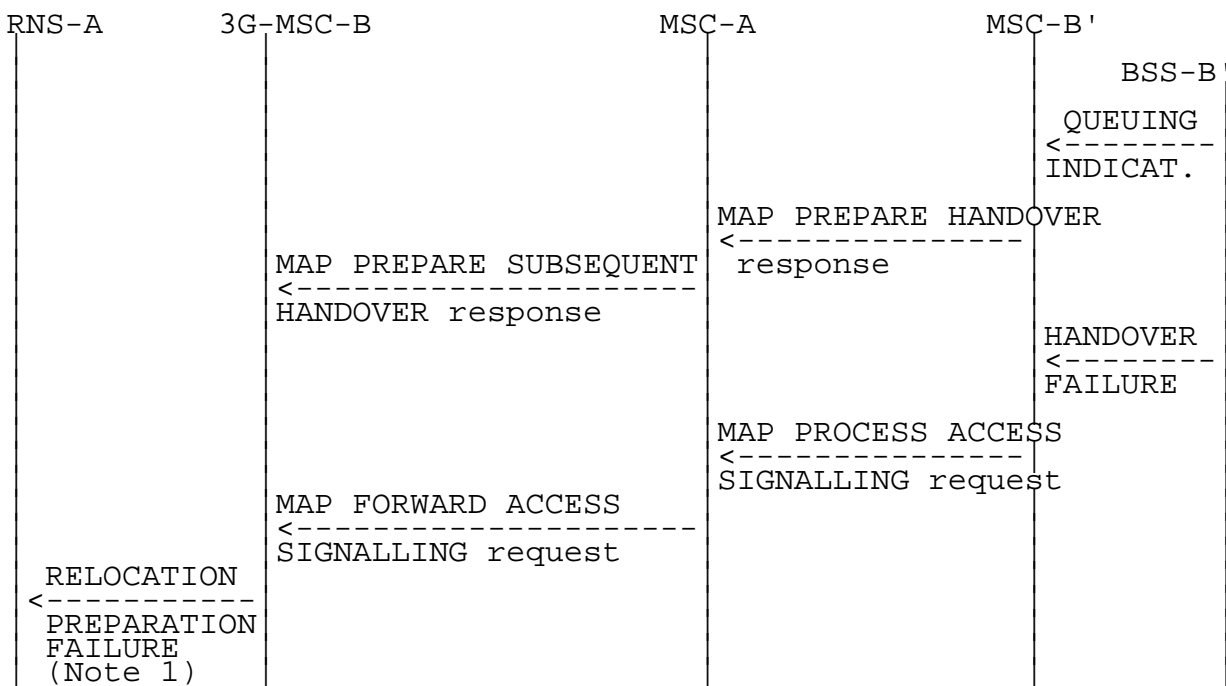 RNS-A 3G-MSC-B MSC-A MSC-B'
BSS-B'
QUEUING
<--------
INDICAT.
MAP PREPARE HANDOVER
<---------------
response
MAP PREPARE SUBSEQUENT
<---------------------
HANDOVER response
HANDOVER
<--------
FAILURE
MAP PROCESS ACCESS
<---------------
SIGNALLING request
MAP FORWARD ACCESS
<---------------------
SIGNALLING request
RELOCATION
<-----------
PREPARATION
FAILURE
(Note 1)